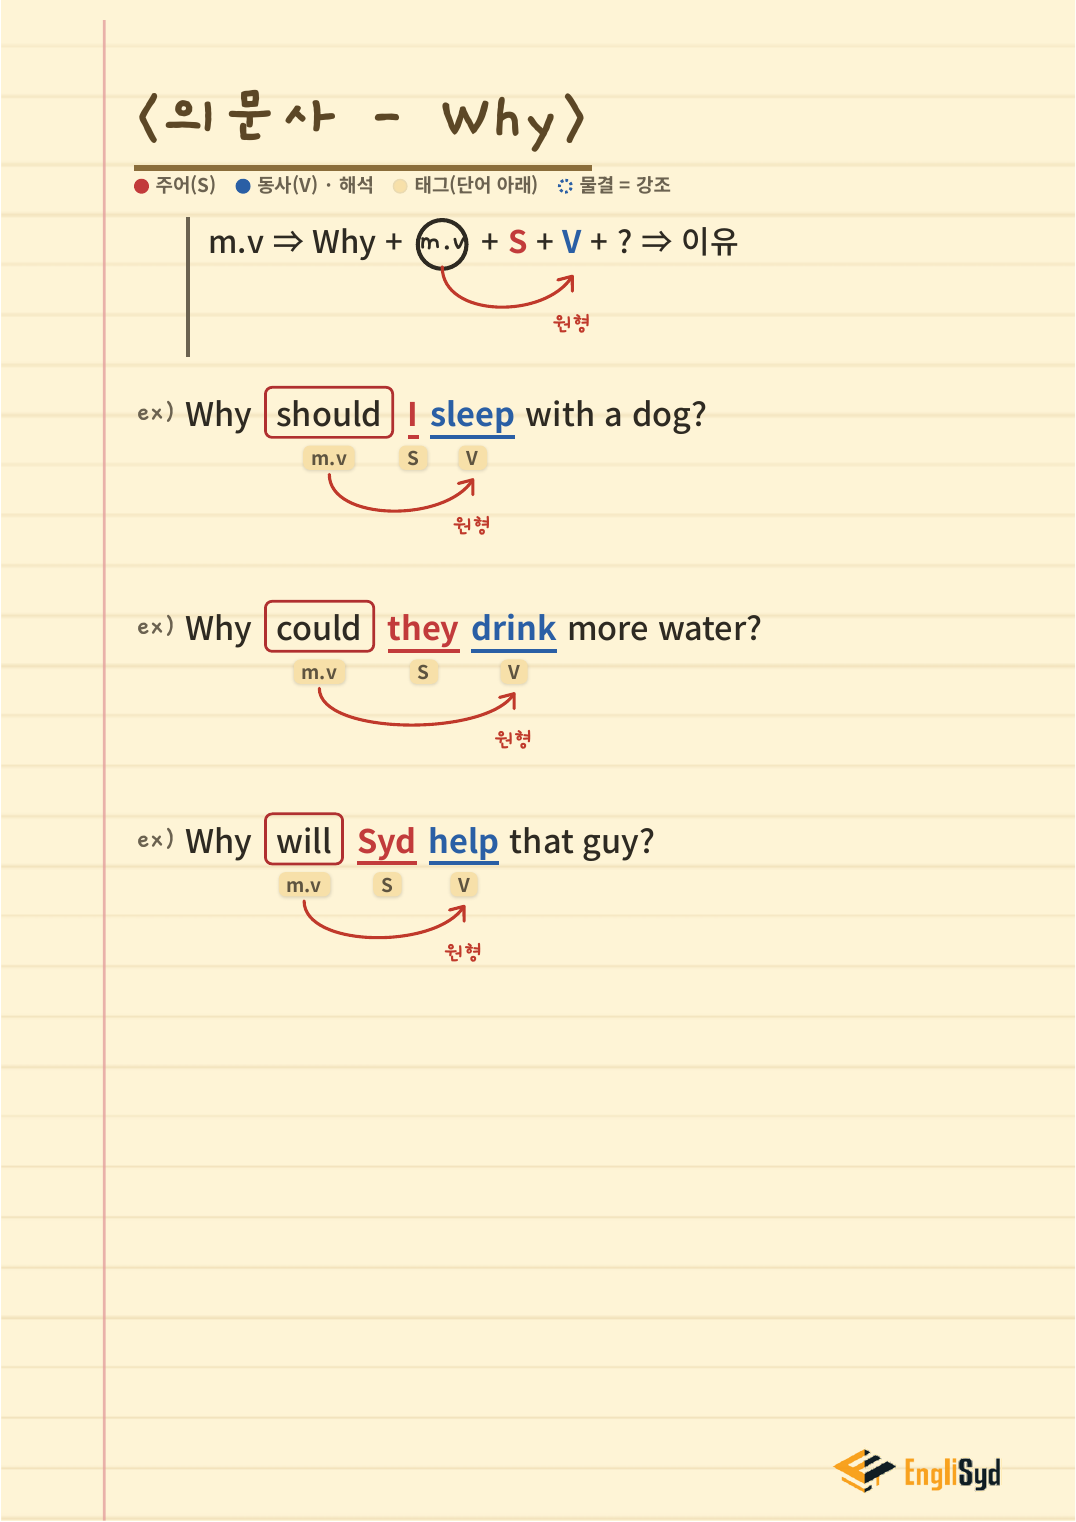 <의문사 - Why>
주어(S) 동사(V) · 해석 태그(단어 아래) 물결 = 강조
m.v ⇒ Why + m.v + S + V + ? ⇒ 이유
원형
ex) Why should I sleep with a dog?
m.v S V
원형
ex) Why could they drink more water?
m.v S V
원형
ex) Why will Syd help that guy?
m.v S V
원형
EngliSyd